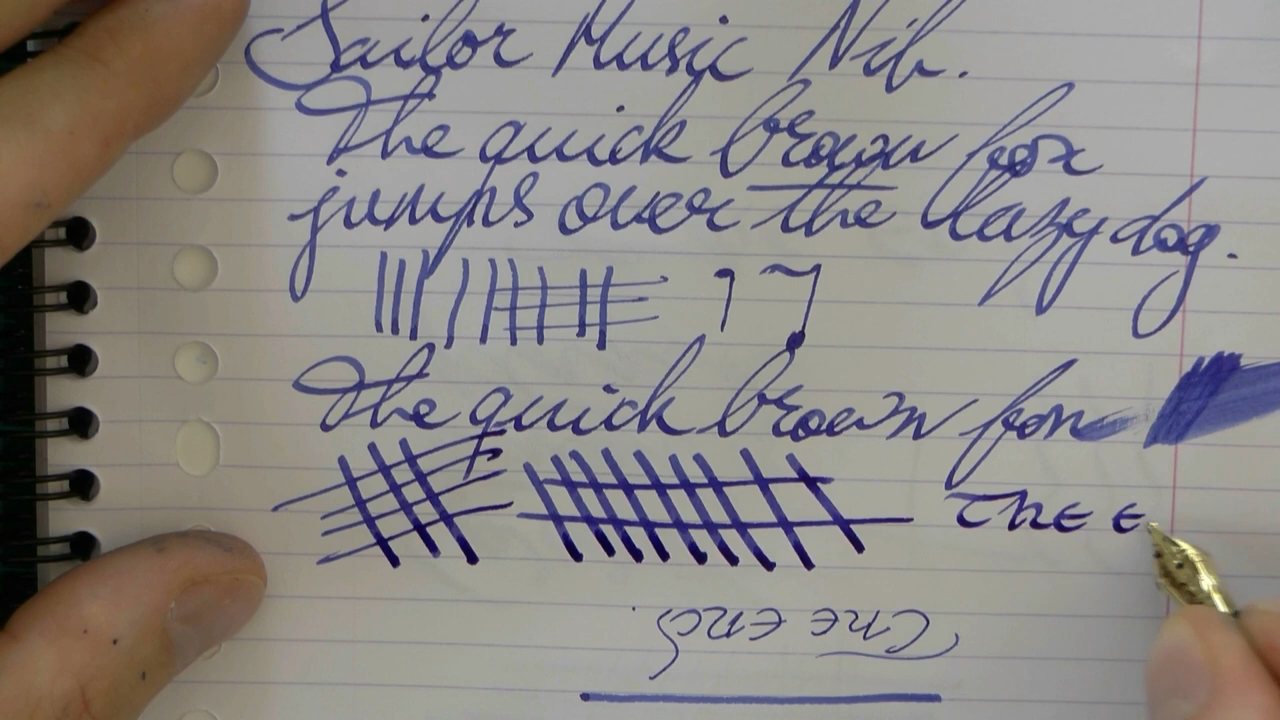 Sailor Music Nib.
The quick brown fox
jumps over the lazy dog.
The quick brown fox
The e
The end.